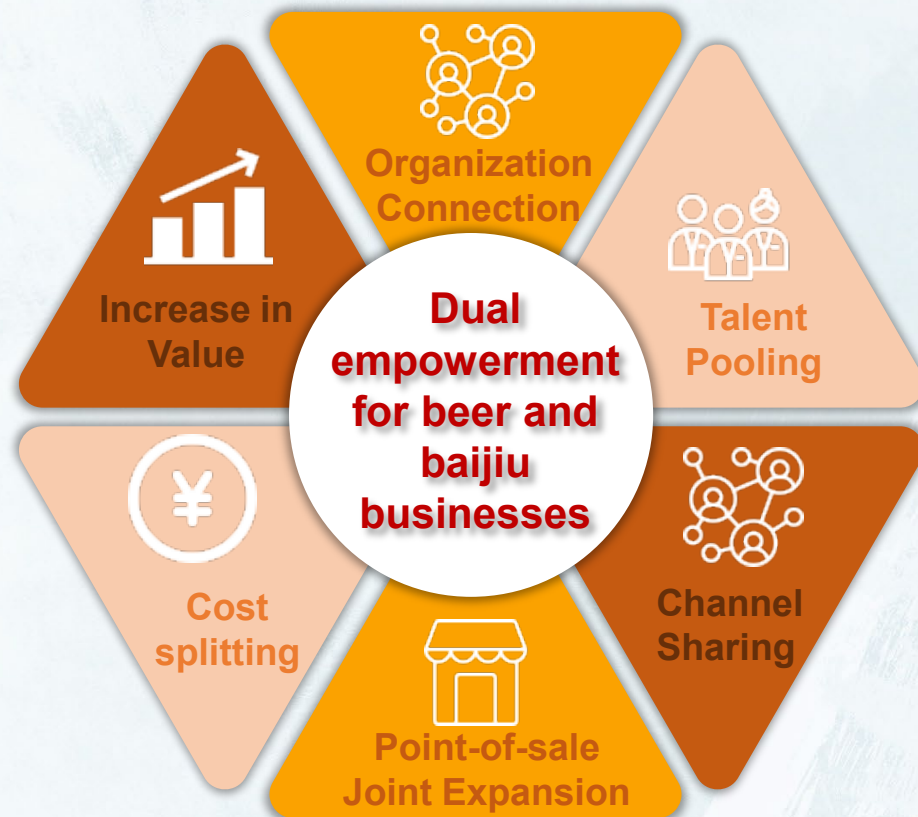 Organization
Connection
Increase in
Value
Talent
Pooling
Dual
empowerment
for beer and
baijiu
businesses
Cost
splitting
¥
Channel
Sharing
Point-of-sale
Joint Expansion